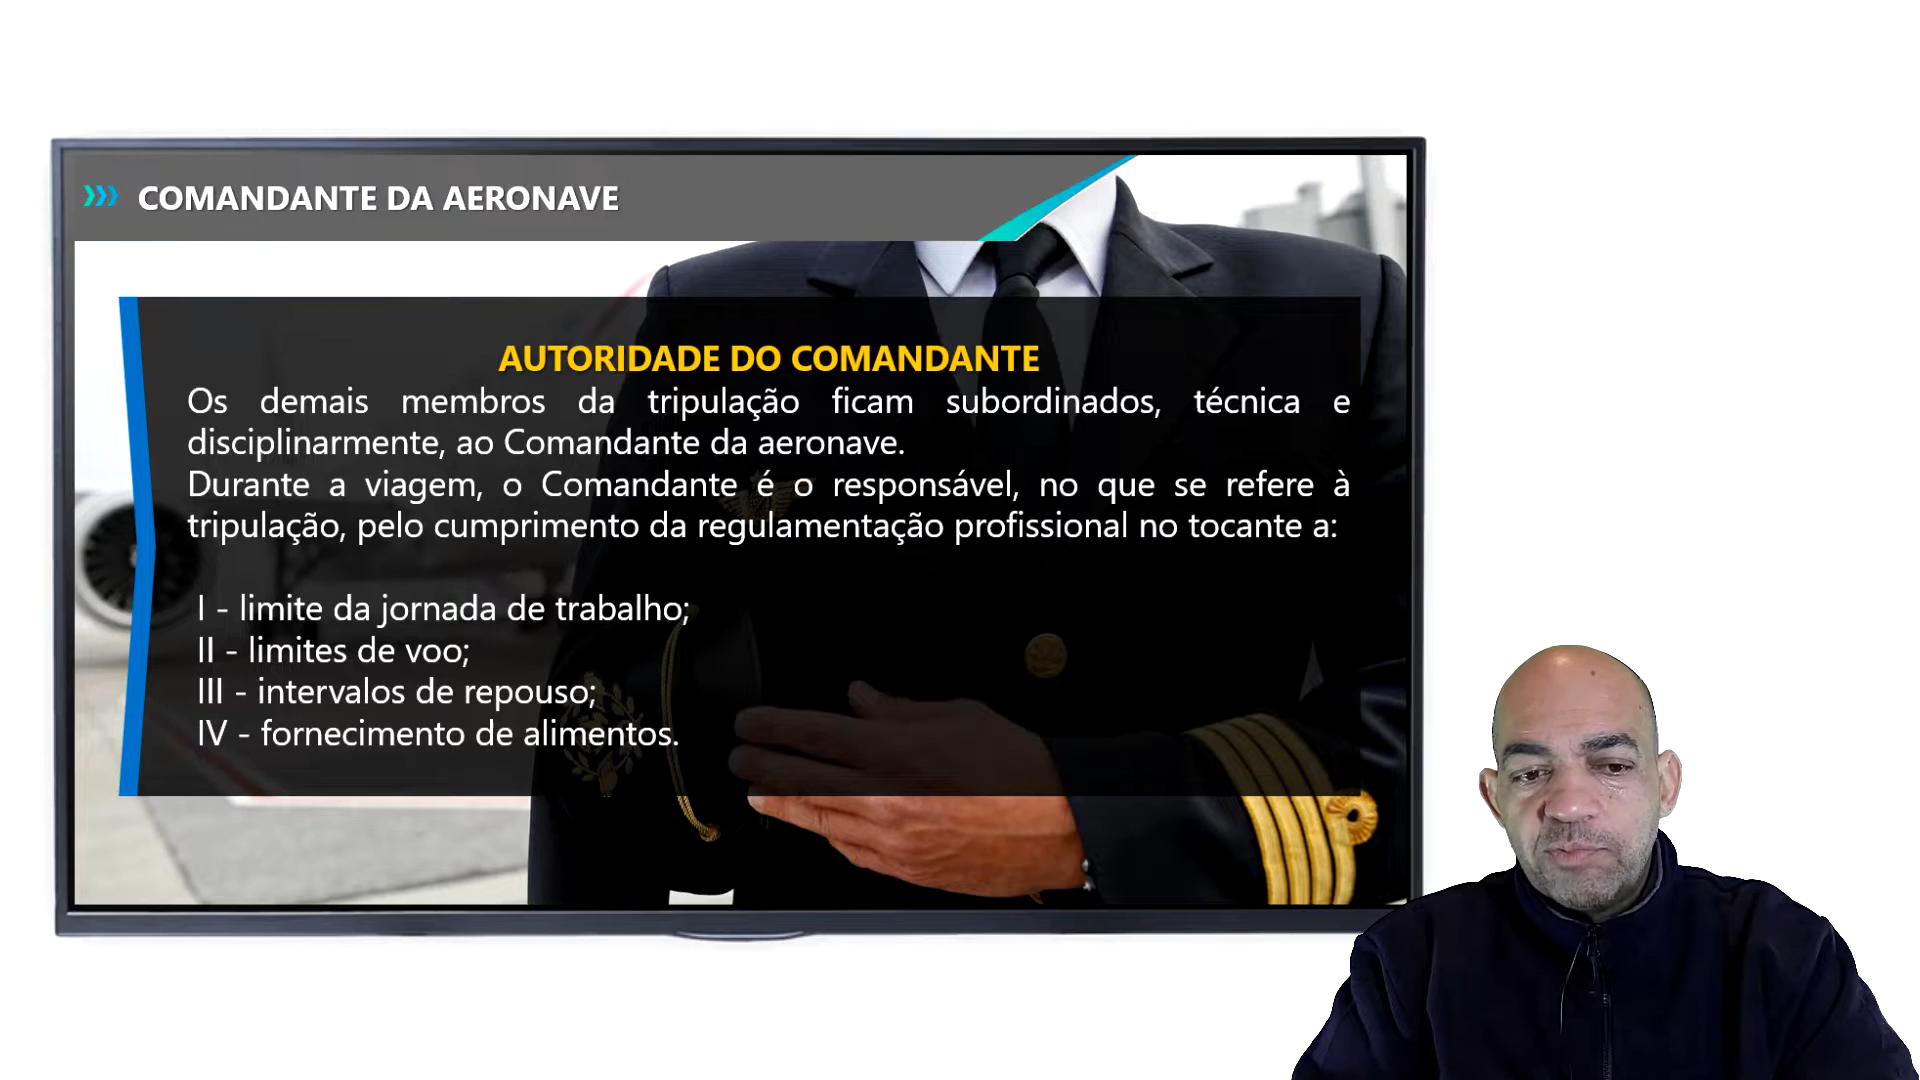 COMANDANTE DA AERONAVE
AUTORIDADE DO COMANDANTE
Os demais membros da tripulação ficam subordinados, técnica e
disciplinarmente, ao Comandante da aeronave.
Durante a viagem, o Comandante é o responsável, no que se refere à
tripulação, pelo cumprimento da regulamentação profissional no tocante a:
I - limite da jornada de trabalho;
II - limites de voo;
III - intervalos de repouso;
IV - fornecimento de alimentos.